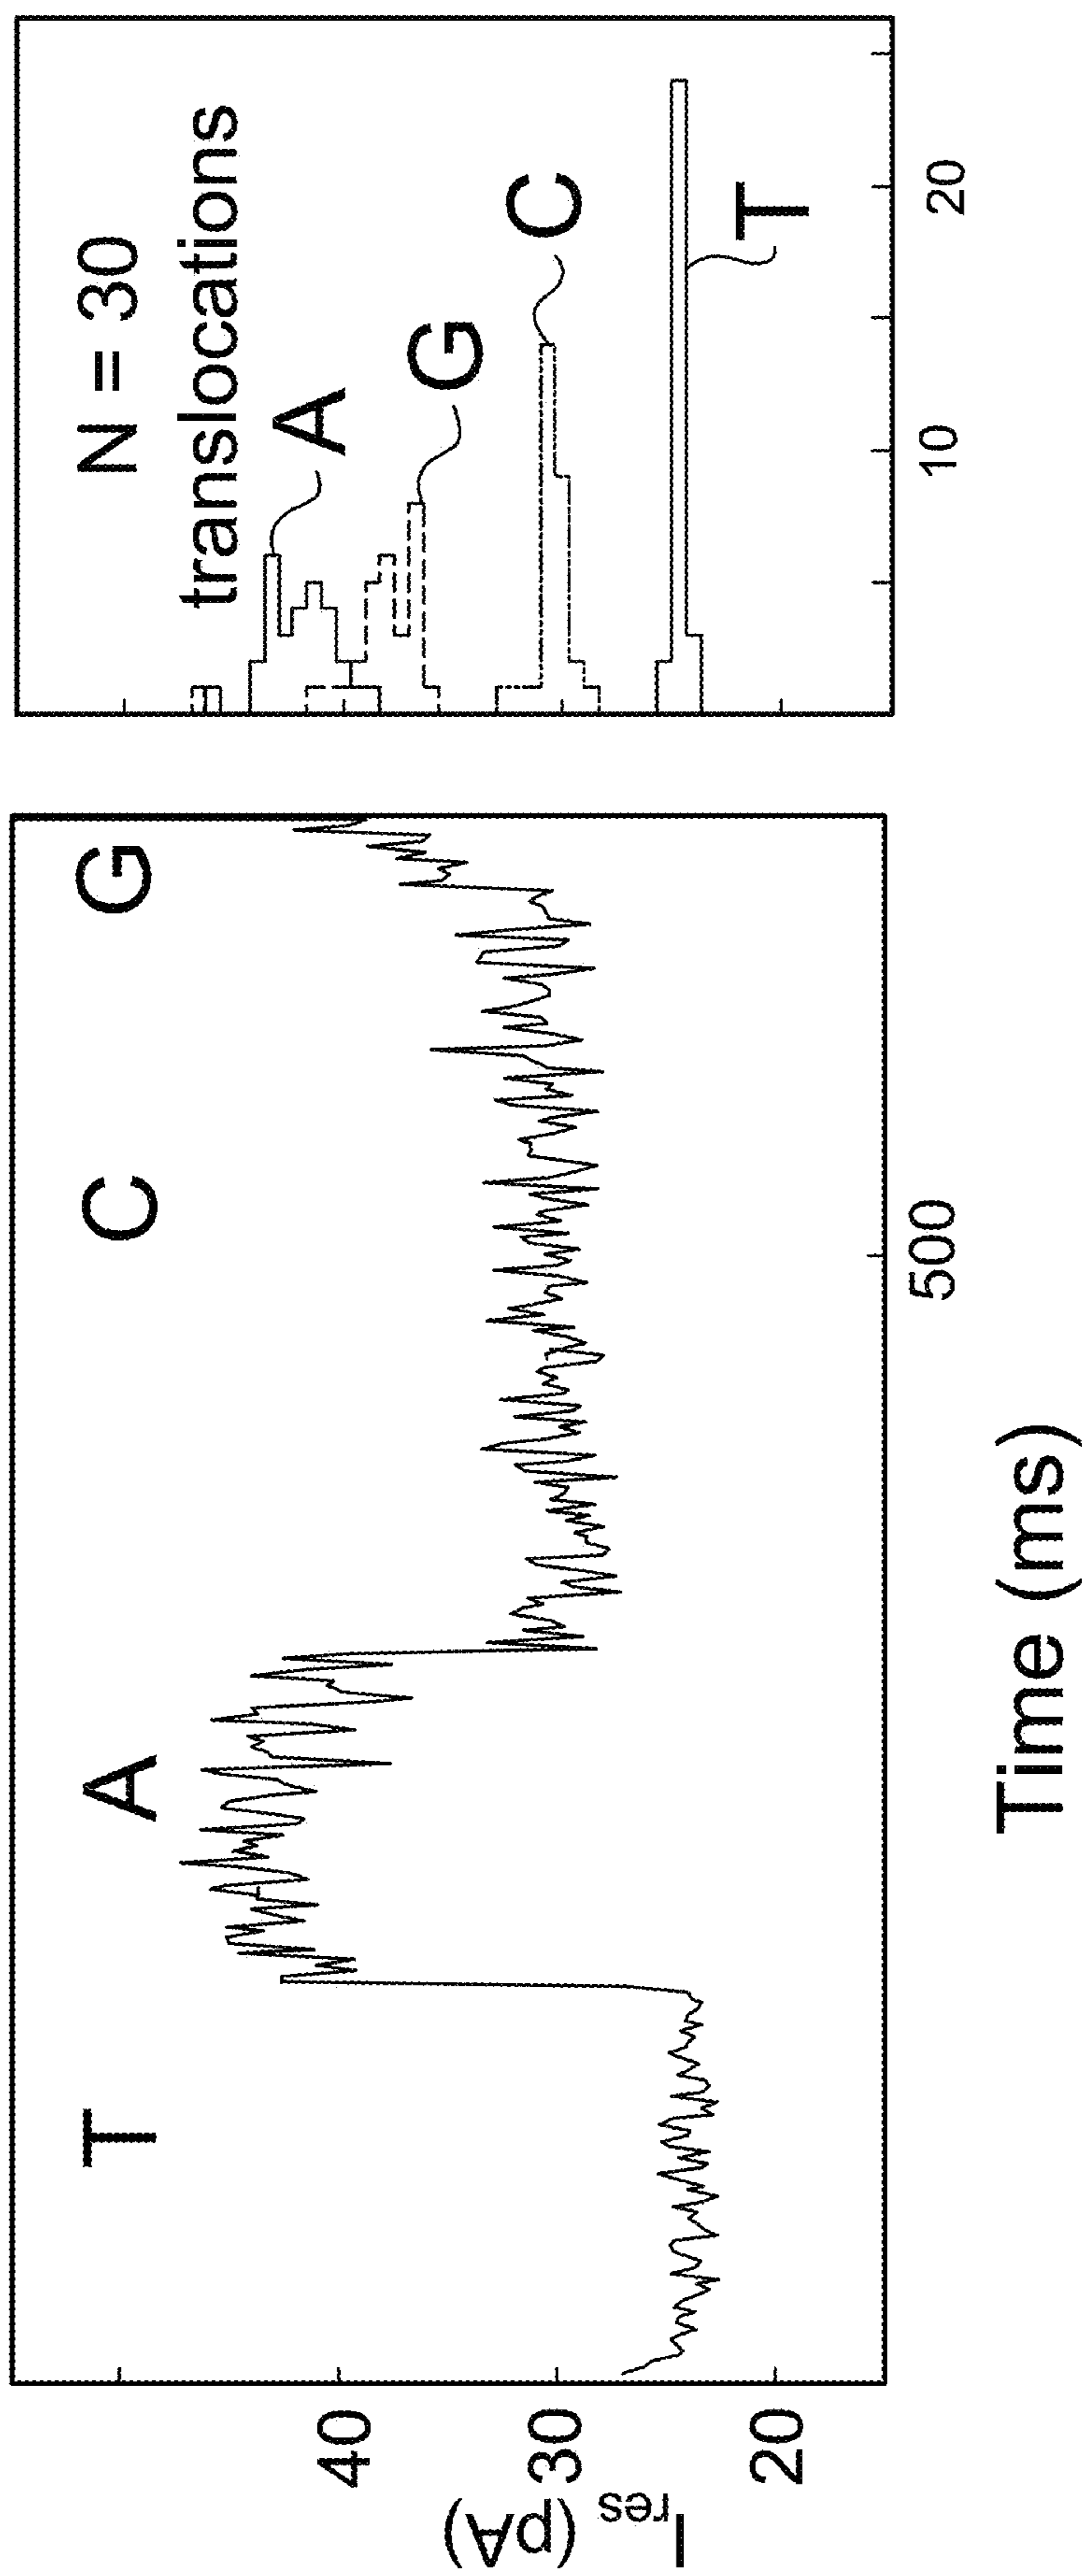 T A C G
40
30
20
I_res (pA)
500
Time (ms)
N = 30
translocations
A
G
C
T
10
20